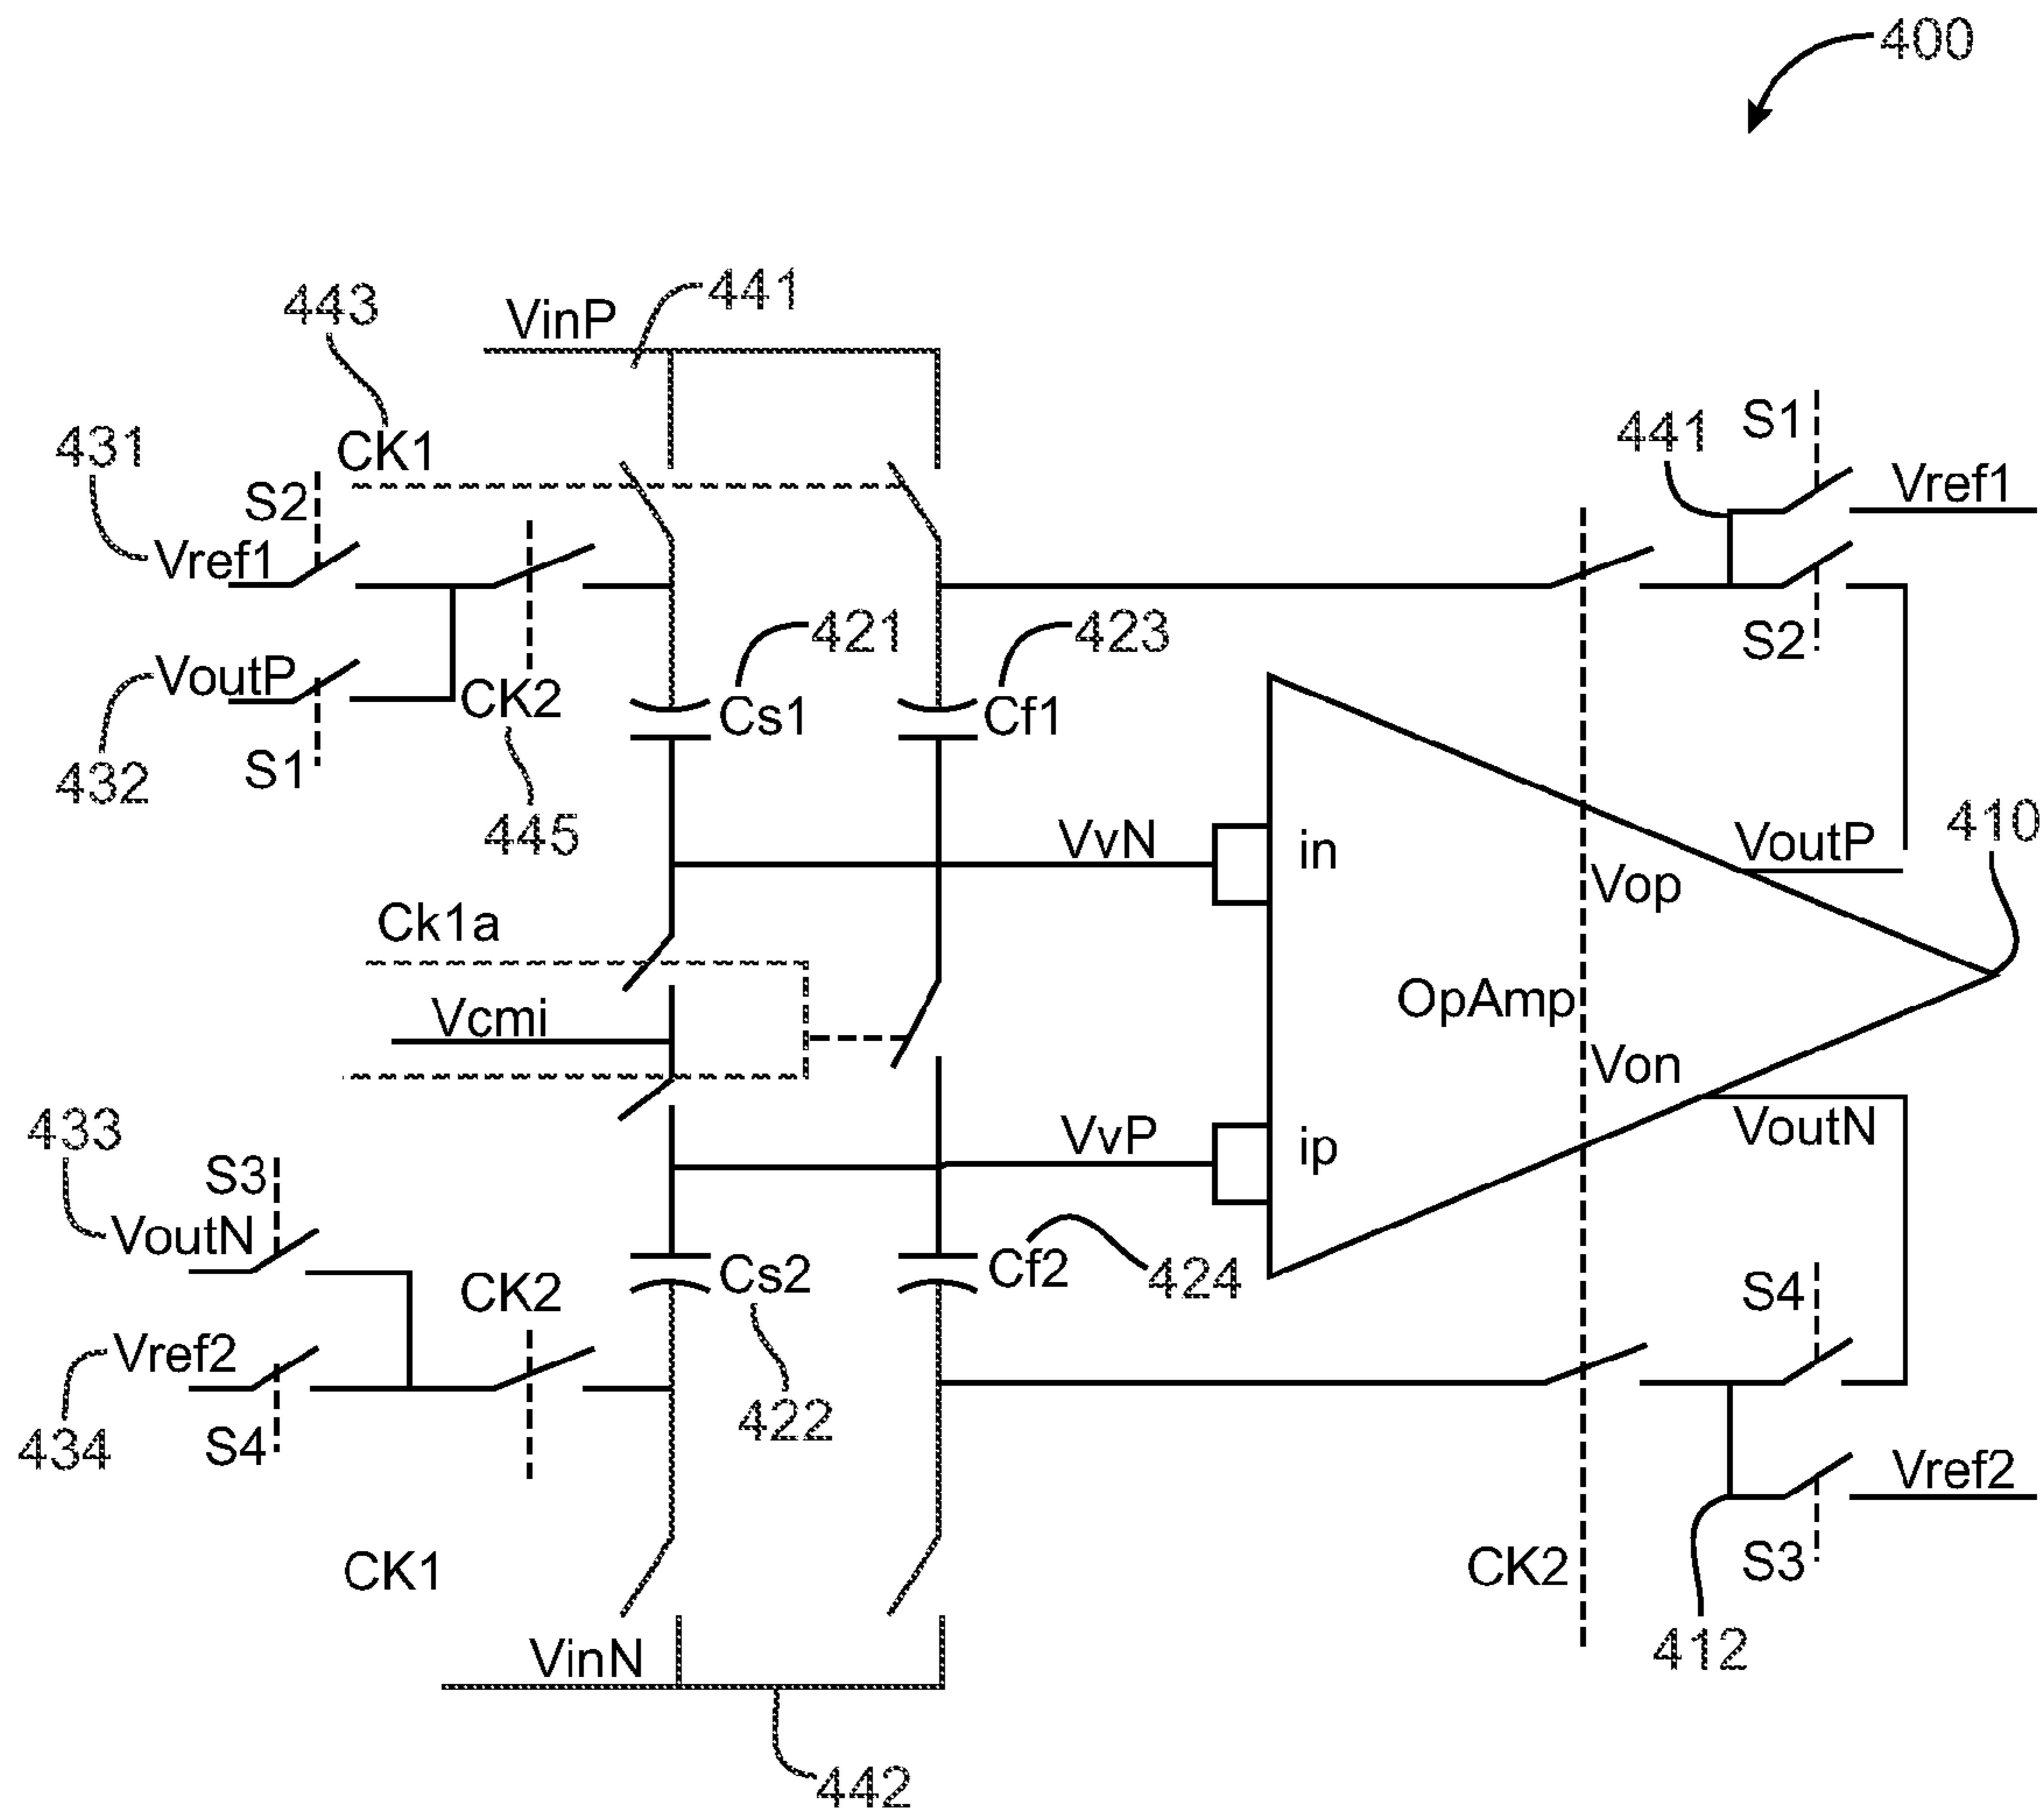 400
441
VinP
443
S1
441
431
CK1
Vref1
S2
Vref1
421
423
S2
VoutP
CK2
Cs1
Cf1
432
S1
445
VvN
in
VoutP
410
Vop
Ck1a
OpAmp
Vcmi
Von
433
VvP
ip
VoutN
S3
VoutN
Cs2
Cf2
424
S4
CK2
Vref2
422
434
S4
Vref2
CK1
CK2
S3
412
VinN
442